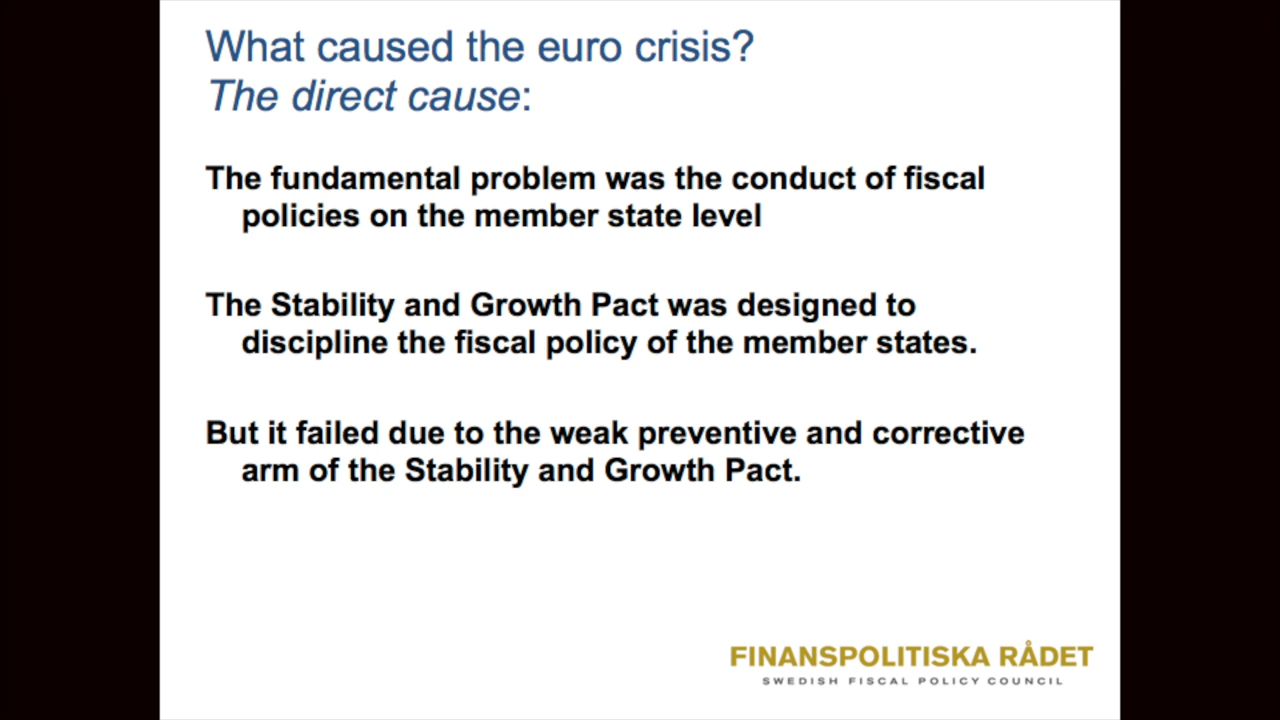 What caused the euro crisis?
The direct cause:
The fundamental problem was the conduct of fiscal
policies on the member state level
The Stability and Growth Pact was designed to
discipline the fiscal policy of the member states.
But it failed due to the weak preventive and corrective
arm of the Stability and Growth Pact.
FINANSPOLITISKA RÅDET
SWEDISH FISCAL POLICY COUNCIL